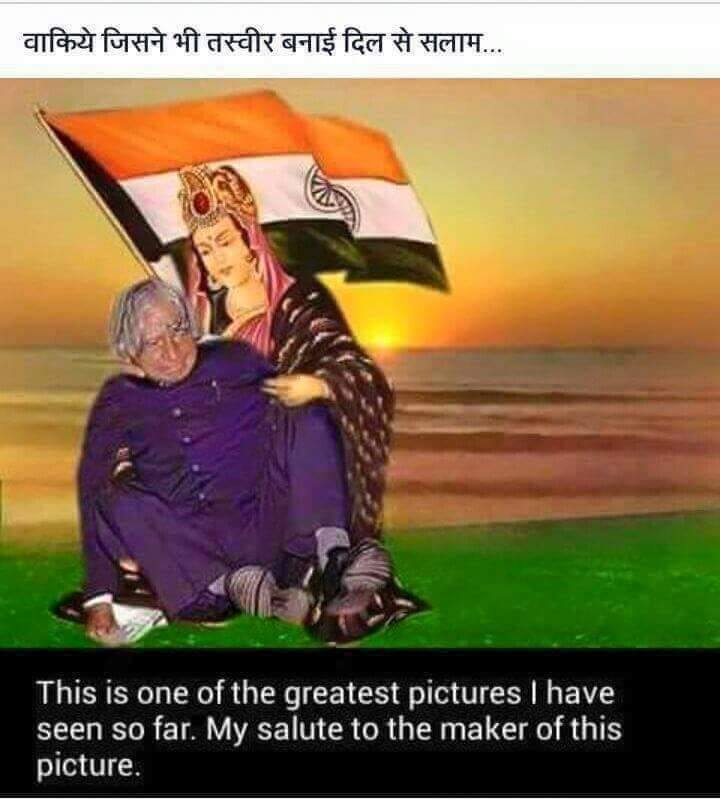 वाकिये जिसने भी तस्वीर बनाई दिल से सलाम...
This is one of the greatest pictures I have
seen so far. My salute to the maker of this
picture.